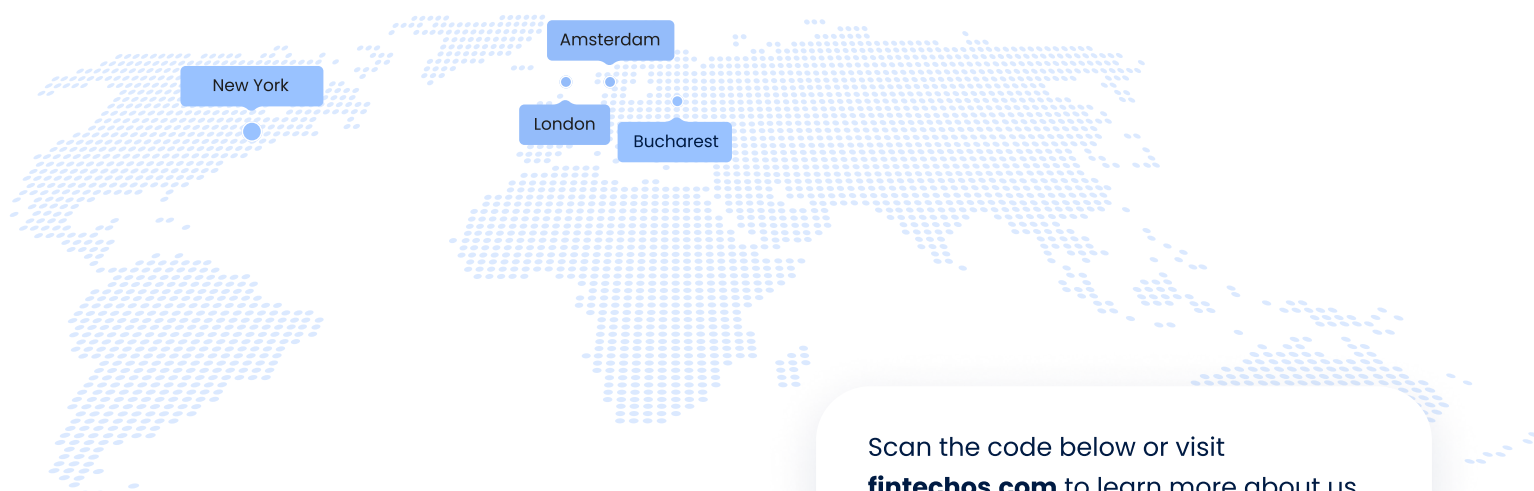 Amsterdam
New York
London
Bucharest
Scan the code below or visit
fintechos.com to learn more about us